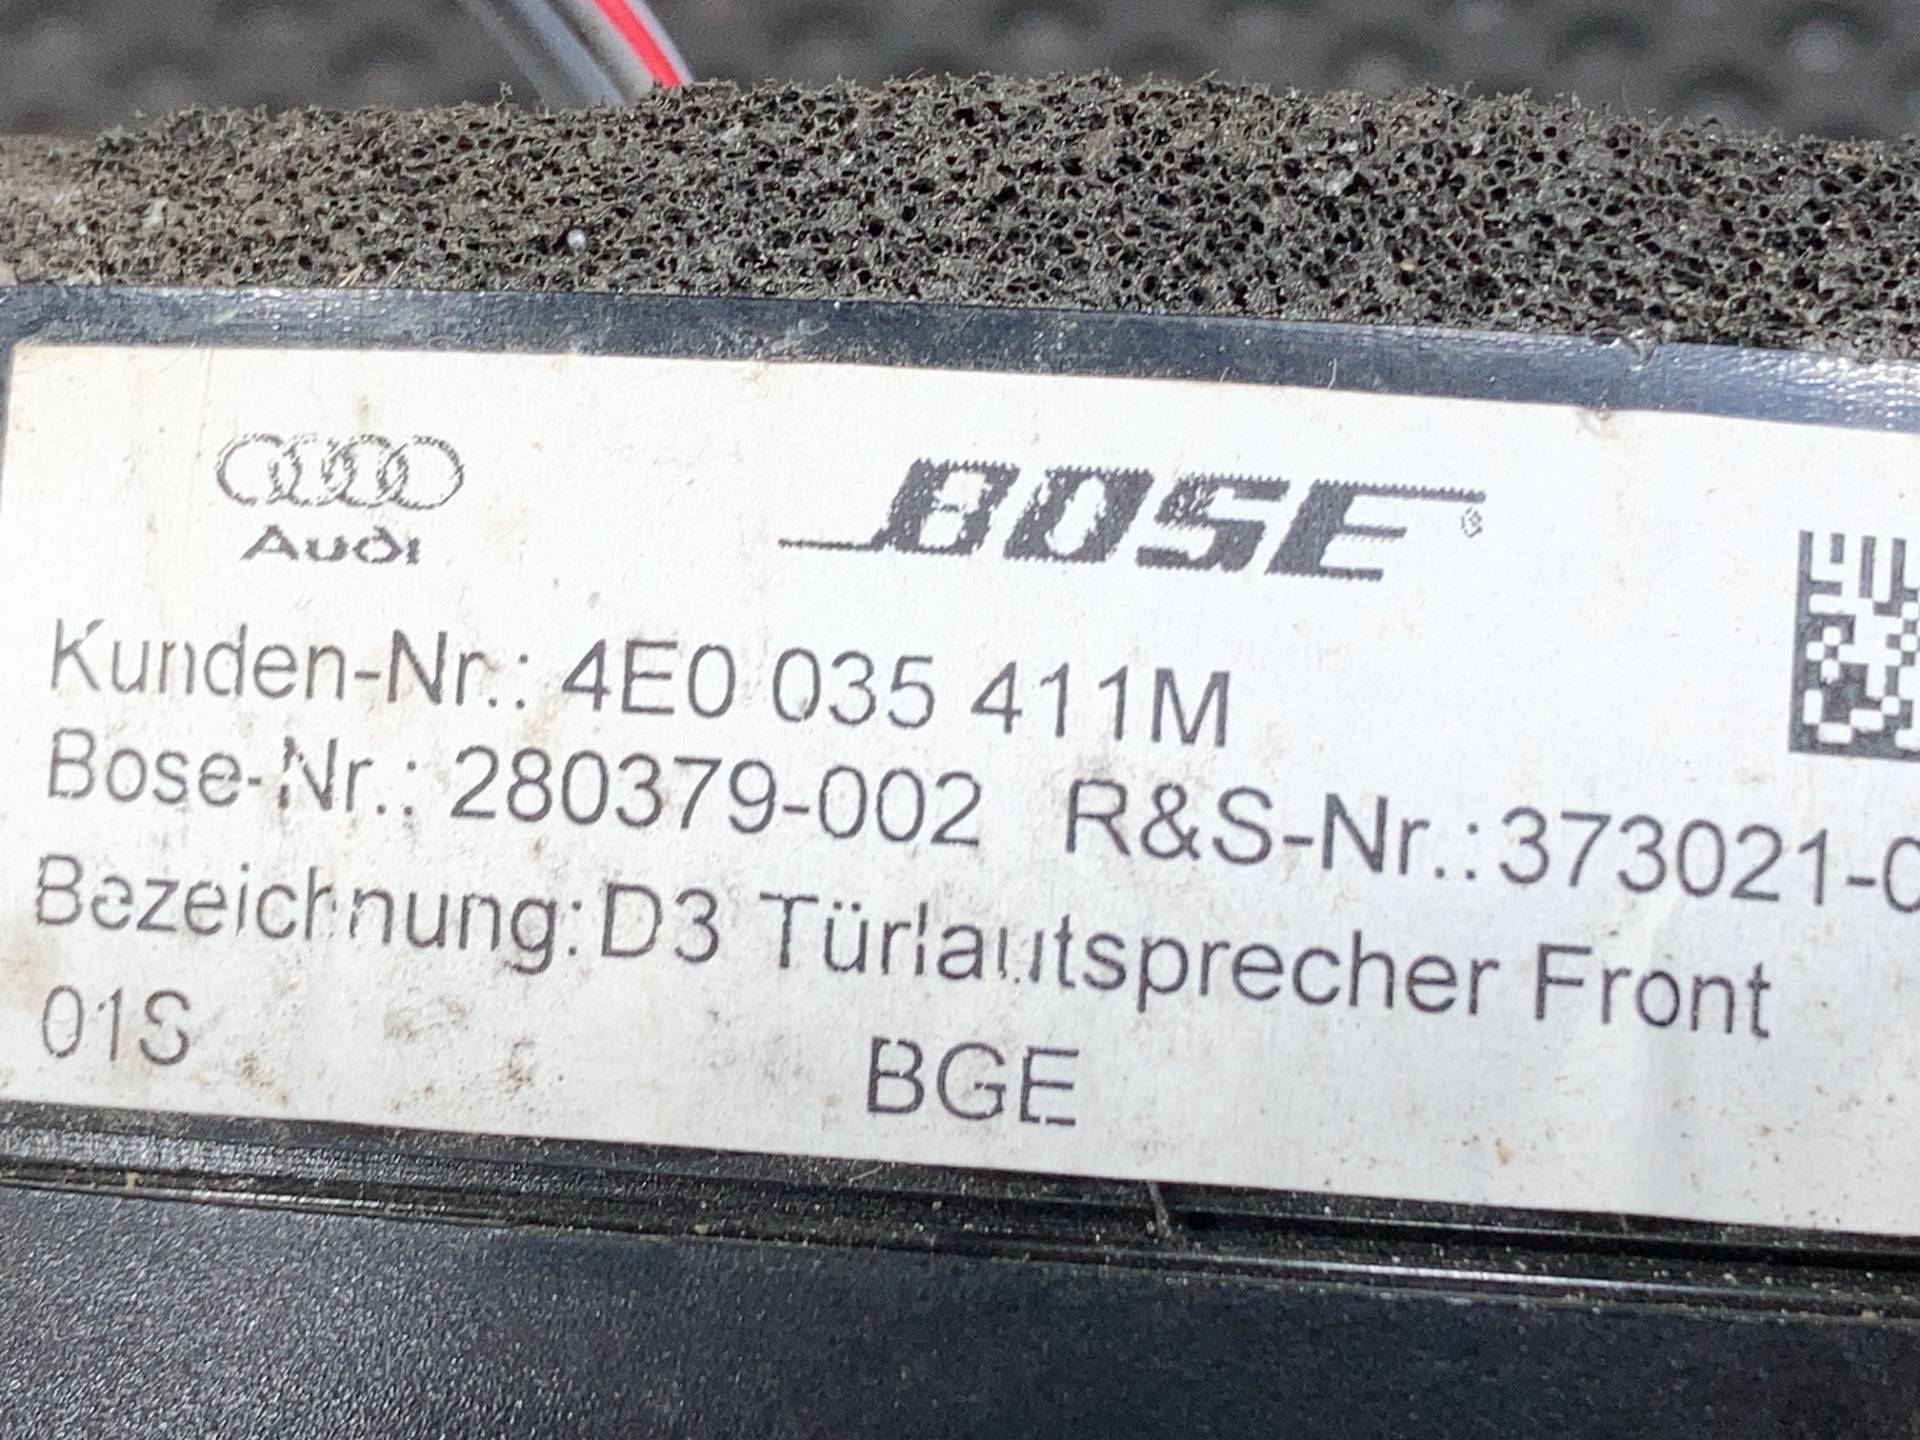 Audi
BOSE®
Kunden-Nr.: 4E0 035 411M
Bose-Nr.: 280379-002 R&S-Nr.:373021-0
Bezeichnung: D3 Türlautsprecher Front
01S BGE